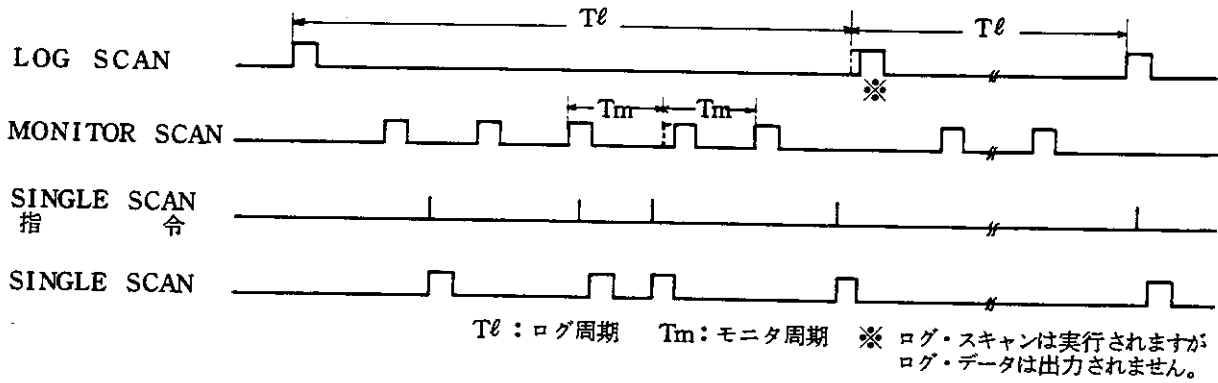 Tℓ
Tℓ
LOG SCAN
※
Tm Tm
MONITOR SCAN
SINGLE SCAN
指 令
SINGLE SCAN
Tℓ：ログ周期 Tm：モニタ周期 ※ ログ・スキャンは実行されますが
ログ・データは出力されません。